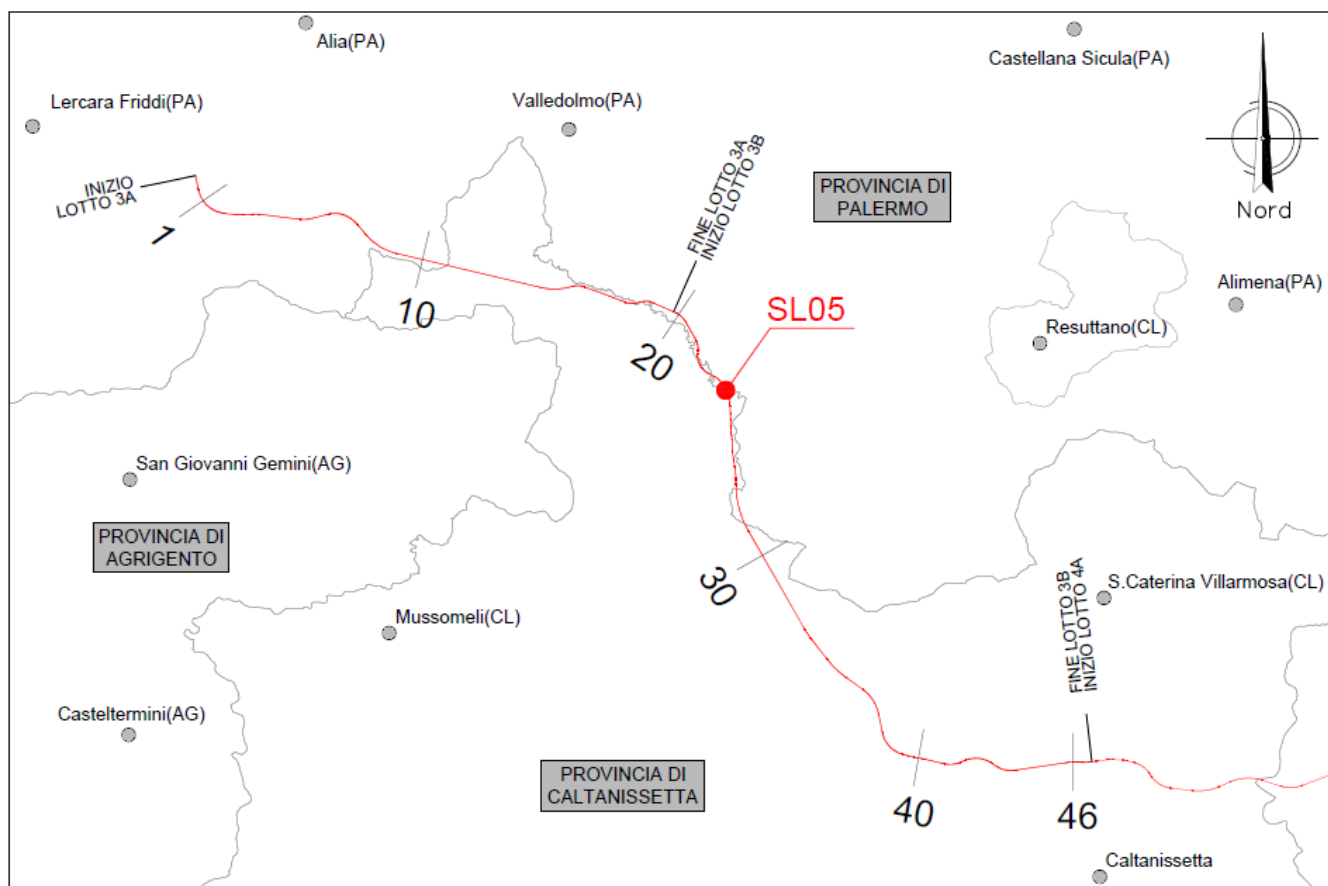 Alia(PA)
Castellana Sicula(PA)
Lercara Friddi(PA)
Valledolmo(PA)
INIZIO
LOTTO 3A
1
FINE LOTTO 3A
INIZIO LOTTO 3B
PROVINCIA DI
PALERMO
Nord
10
Alimena(PA)
SL05
Resuttano(CL)
20
San Giovanni Gemini(AG)
PROVINCIA DI
AGRIGENTO
30
S.Caterina Villarmosa(CL)
Mussomeli(CL)
FINE LOTTO 3B
INIZIO LOTTO 4A
Casteltermini(AG)
PROVINCIA DI
CALTANISSETTA
40
46
Caltanissetta